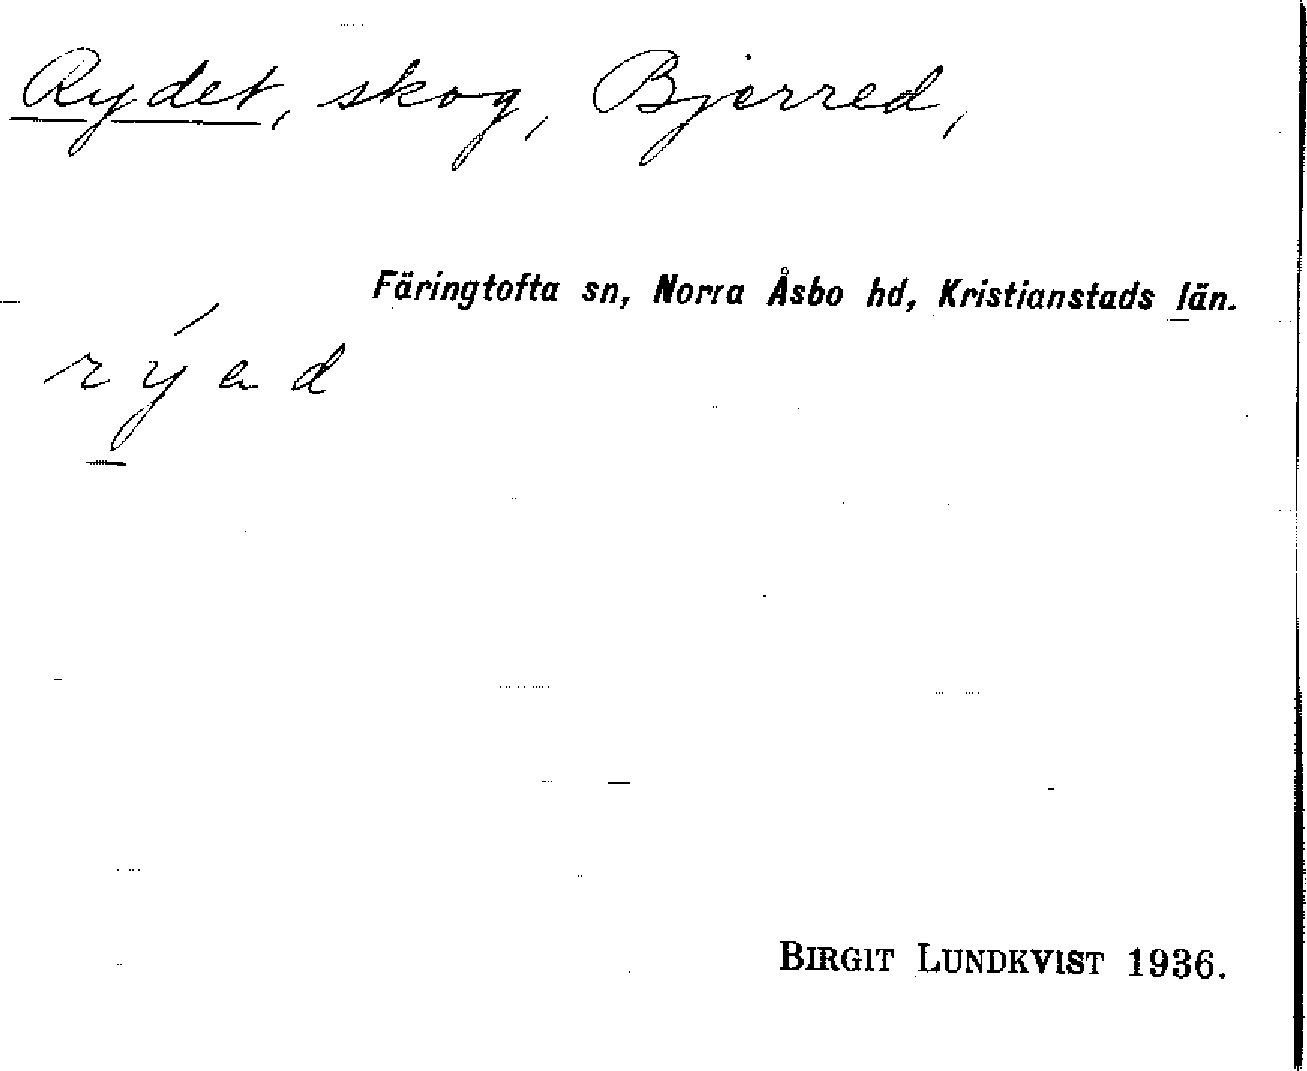 Rydet, skog, Bjerred,
Färingtofta sn, Norra Åsbo hd, Kristianstads län.
rýad
BIRGIT LUNDKVIST 1936.